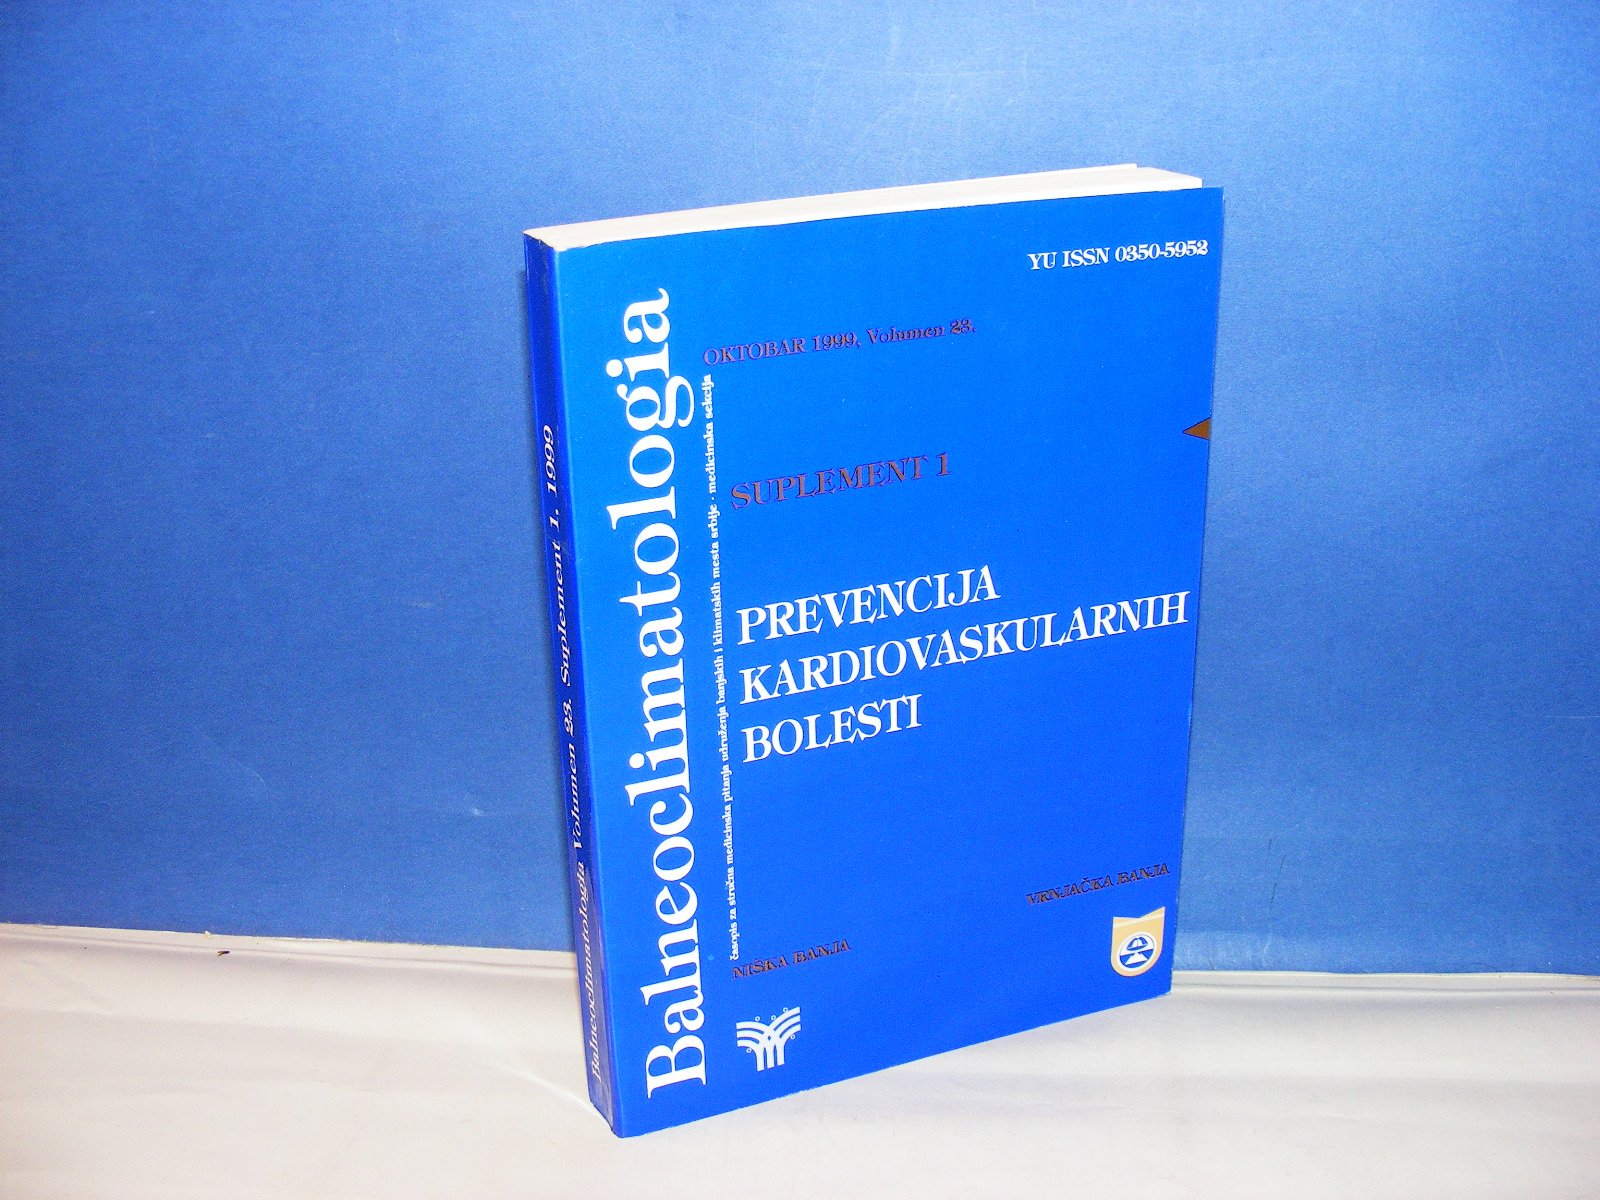 YU ISSN 0350-5952
OKTOBAR 1999, Volumen 23.
Balneoclimatologia
časopis za stručna medicinska pitanja udruženja banjskih i klimatskih mesta srbije · medicinska sekcija
SUPLEMENT 1
PREVENCIJA
KARDIOVASKULARNIH
BOLESTI
VRNJAČKA BANJA
NIŠKA BANJA
Balneoclimatologia Volumen 23. Suplement 1. 1999